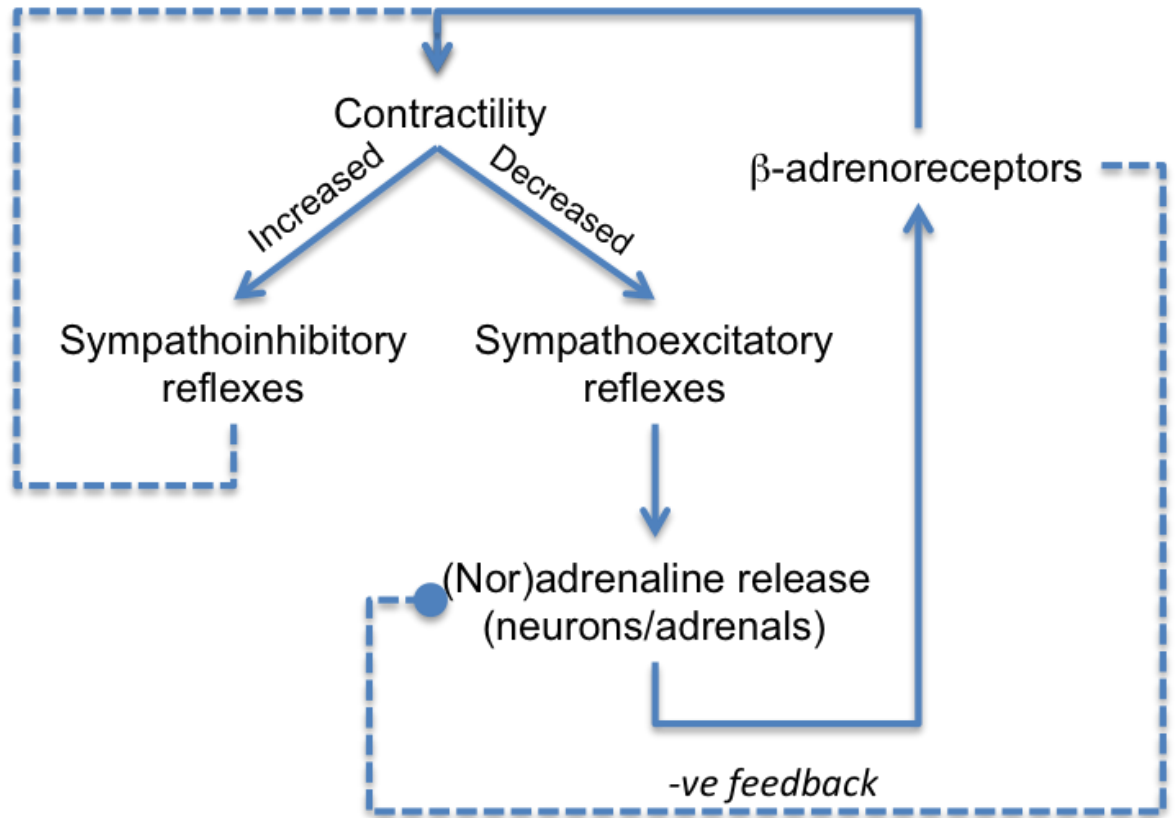 Contractility
Increased
Decreased
β-adrenoreceptors
Sympathoinhibitory
reflexes
Sympathoexcitatory
reflexes
(Nor)adrenaline release
(neurons/adrenals)
-ve feedback